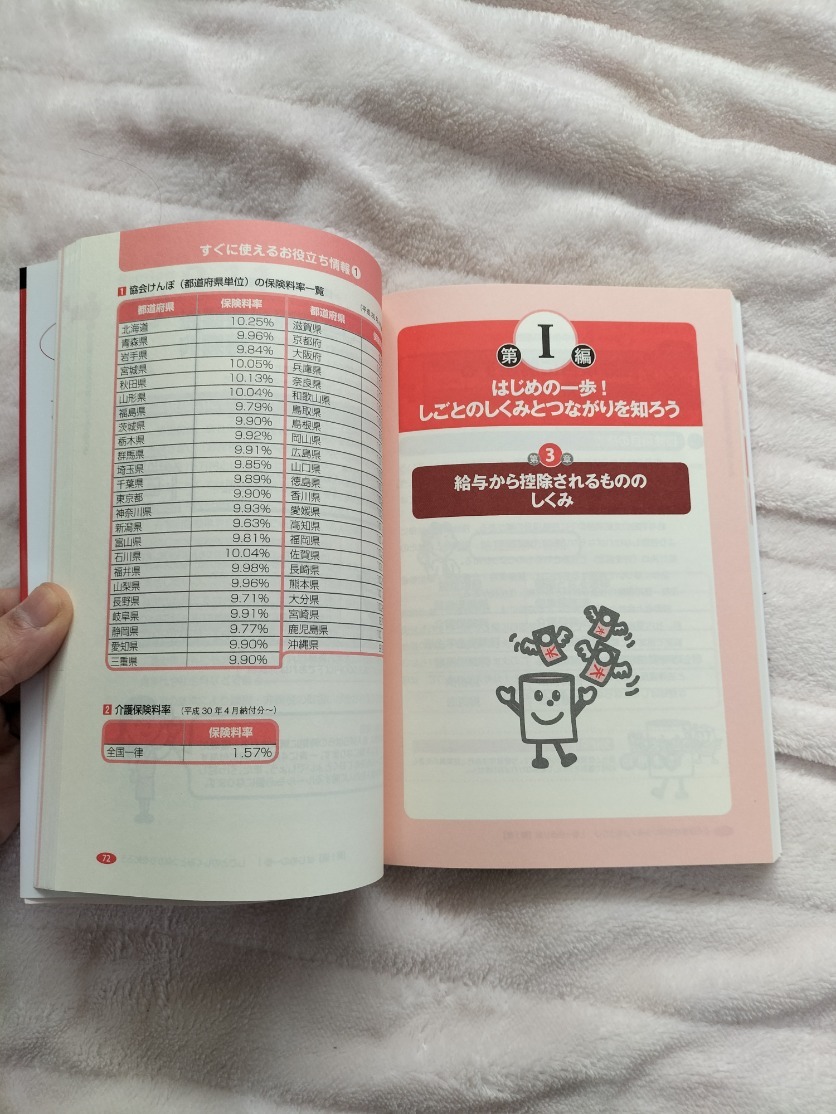 すぐに使えるお役立ち情報❶
1 協会けんぽ(都道府県単位)の保険料率一覧
都道府県 保険料率 都道府県
北海道 10.25% 滋賀県
青森県 9.96% 京都府
岩手県 9.84% 大阪府
宮城県 10.05% 兵庫県
秋田県 10.13% 奈良県
山形県 10.04% 和歌山県
福島県 9.79% 鳥取県
茨城県 9.90% 島根県
栃木県 9.92% 岡山県
群馬県 9.91% 広島県
埼玉県 9.85% 山口県
千葉県 9.89% 徳島県
東京都 9.90% 香川県
神奈川県 9.93% 愛媛県
新潟県 9.63% 高知県
富山県 9.81% 福岡県
石川県 10.04% 佐賀県
福井県 9.98% 長崎県
山梨県 9.96% 熊本県
長野県 9.71% 大分県
岐阜県 9.91% 宮崎県
静岡県 9.77% 鹿児島県
愛知県 9.90% 沖縄県
三重県 9.90%
2 介護保険料率 (平成30年4月納付分~)
保険料率
全国一律 1.57%
72
第I編
はじめの一歩!
しごとのしくみとつながりを知ろう
第3章
給与から控除されるものの
しくみ